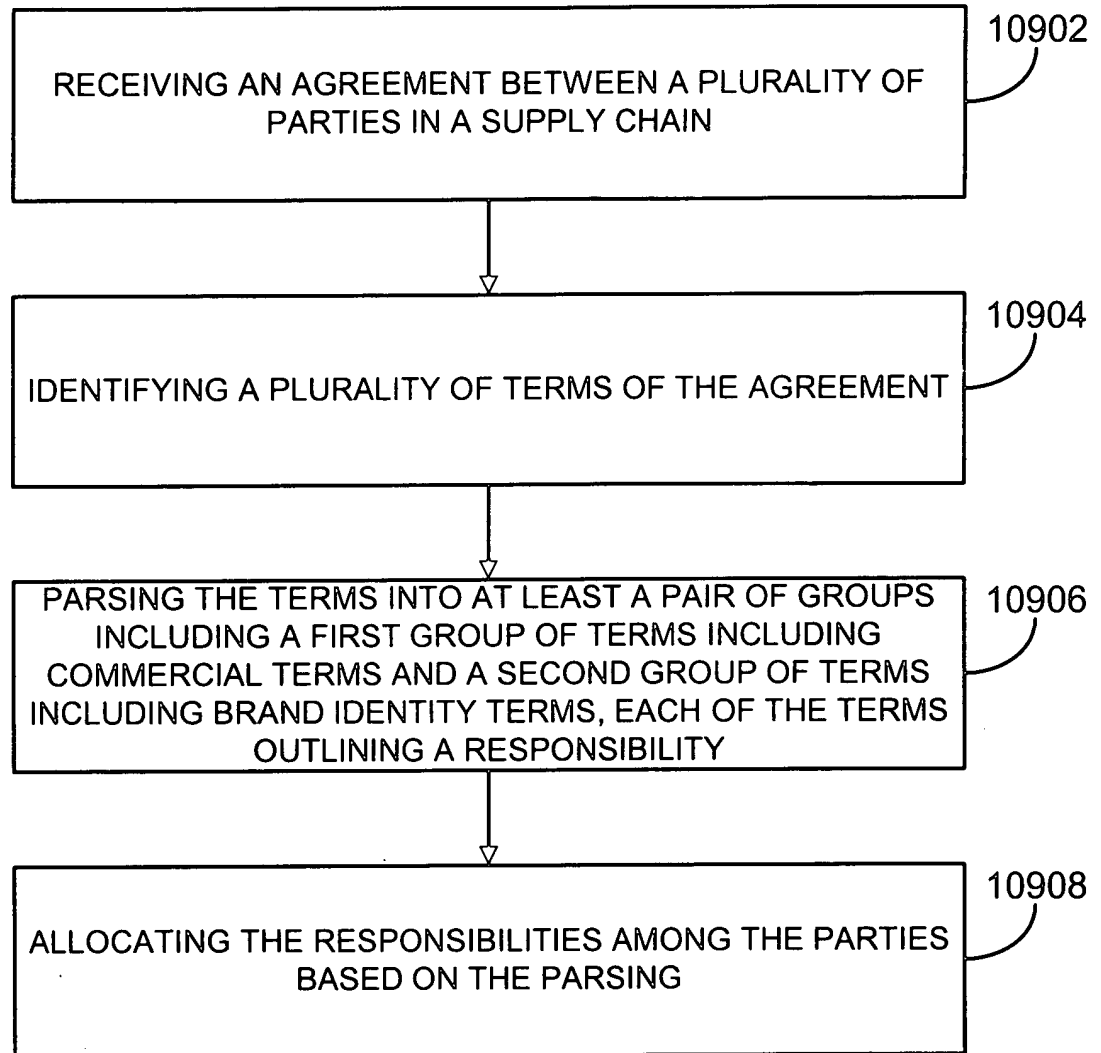 10902
RECEIVING AN AGREEMENT BETWEEN A PLURALITY OF
PARTIES IN A SUPPLY CHAIN
10904
IDENTIFYING A PLURALITY OF TERMS OF THE AGREEMENT
10906
PARSING THE TERMS INTO AT LEAST A PAIR OF GROUPS
INCLUDING A FIRST GROUP OF TERMS INCLUDING
COMMERCIAL TERMS AND A SECOND GROUP OF TERMS
INCLUDING BRAND IDENTITY TERMS, EACH OF THE TERMS
OUTLINING A RESPONSIBILITY
10908
ALLOCATING THE RESPONSIBILITIES AMONG THE PARTIES
BASED ON THE PARSING